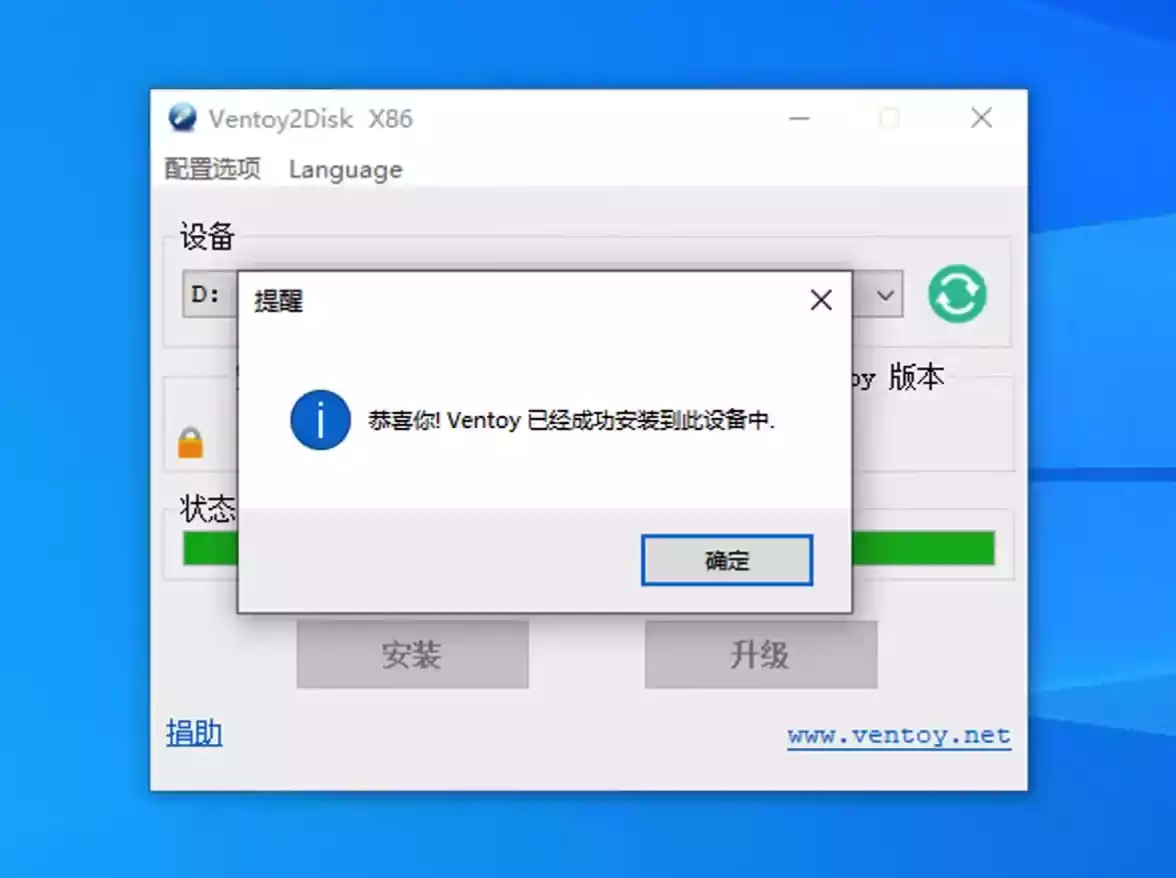 Ventoy2Disk X86
配置选项 Language
设备
D:
提醒
版本
恭喜你! Ventoy 已经成功安装到此设备中.
状态
确定
安装 升级
捐助 www.ventoy.net